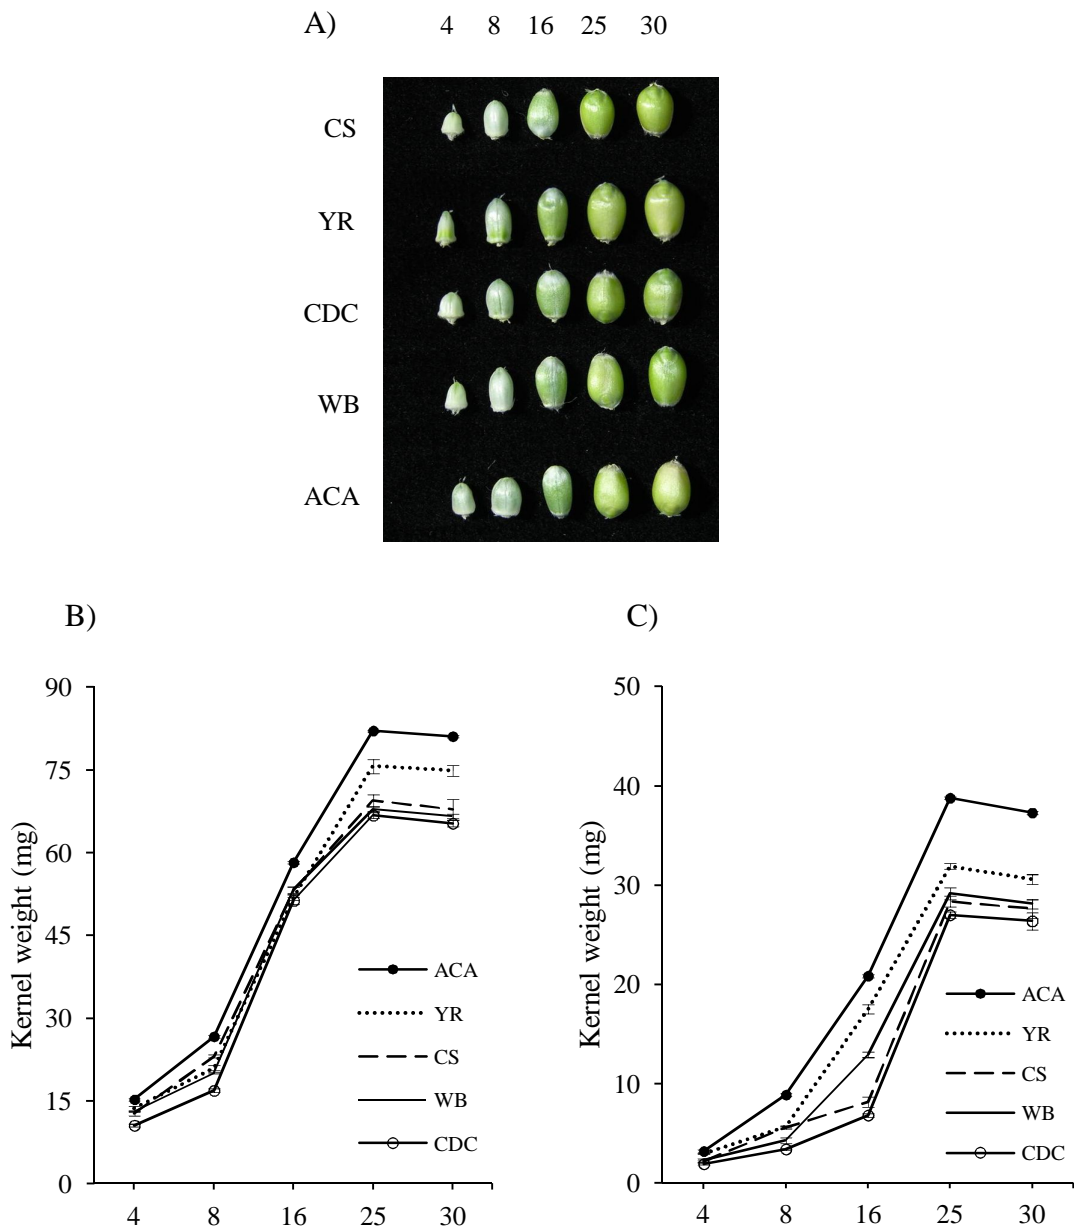 A) 4 8 16 25 30
CS
YR
CDC
WB
ACA
B)
Kernel weight (mg)
90
75
60
45
30
15
0
4 8 16 25 30
ACA
YR
CS
WB
CDC
C)
Kernel weight (mg)
50
40
30
20
10
0
4 8 16 25 30
ACA
YR
CS
WB
CDC